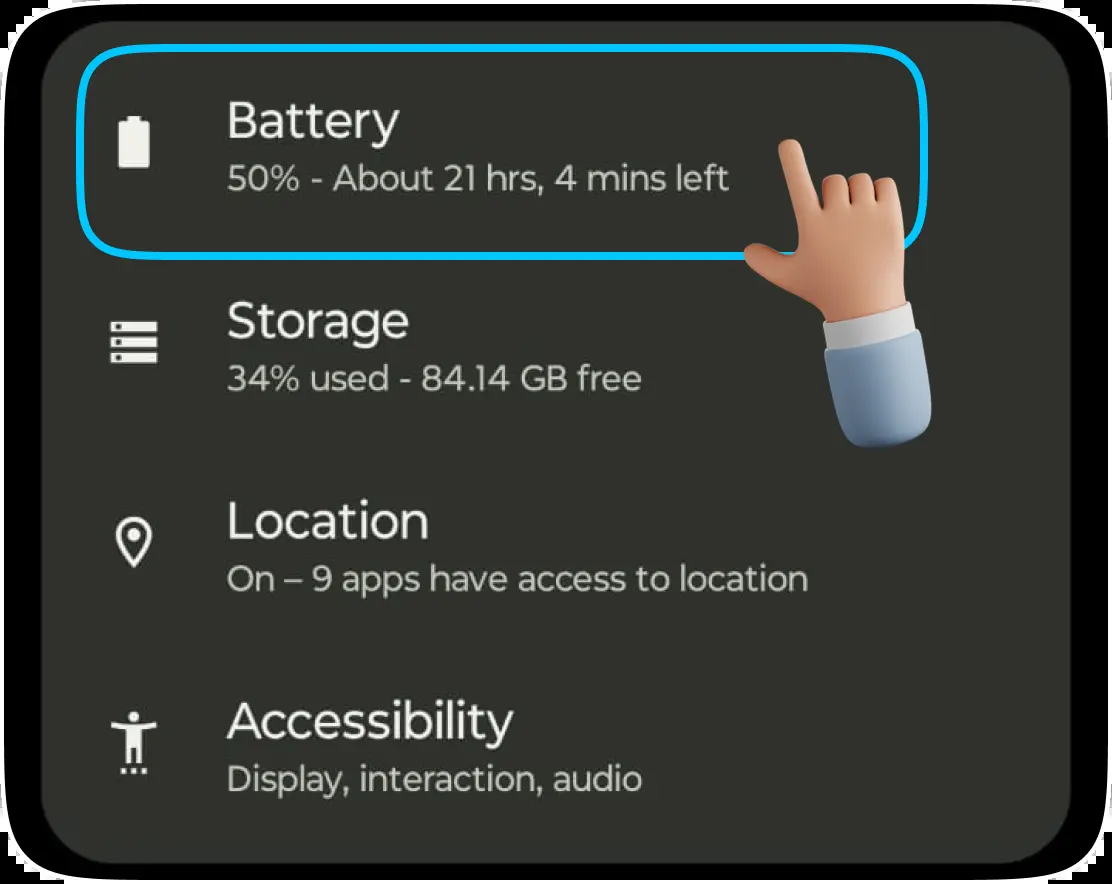 Battery
50% - About 21 hrs, 4 mins left
Storage
34% used - 84.14 GB free
Location
On – 9 apps have access to location
Accessibility
Display, interaction, audio